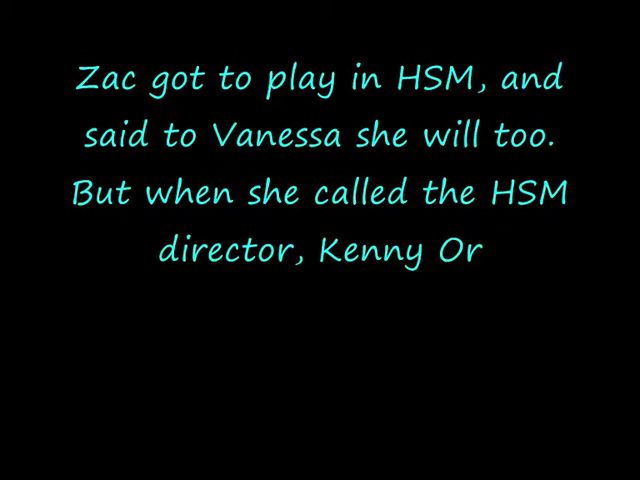 Zac got to play in HSM, and
said to Vanessa she will too.
But when she called the HSM
director, Kenny Or